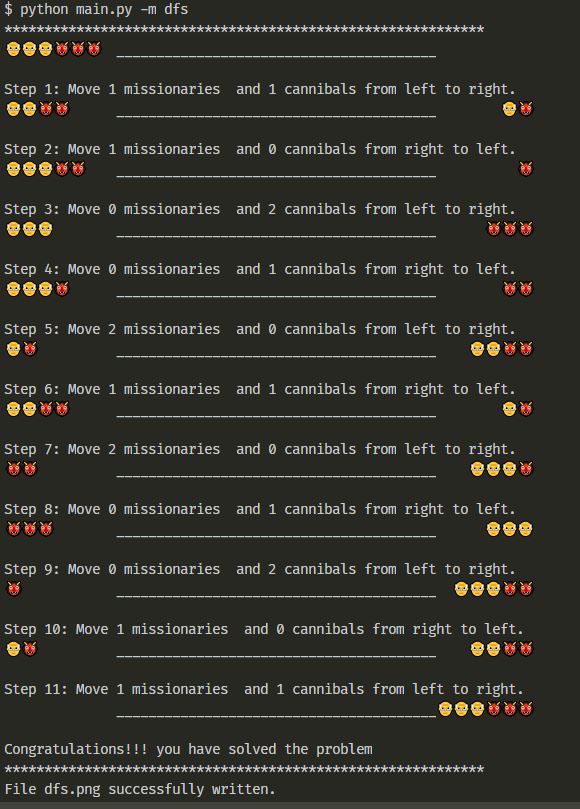 $ python main.py -m dfs
************************************************************
👴👴👴👹👹👹 ________________________________________
Step 1: Move 1 missionaries  and 1 cannibals from left to right.
👴👴👹👹 ________________________________________ 👴👹
Step 2: Move 1 missionaries  and 0 cannibals from right to left.
👴👴👴👹👹 ________________________________________ 👹
Step 3: Move 0 missionaries  and 2 cannibals from left to right.
👴👴👴 ________________________________________ 👹👹👹
Step 4: Move 0 missionaries  and 1 cannibals from right to left.
👴👴👴👹 ________________________________________ 👹👹
Step 5: Move 2 missionaries  and 0 cannibals from left to right.
👴👹 ________________________________________ 👴👴👹👹
Step 6: Move 1 missionaries  and 1 cannibals from right to left.
👴👴👹👹 ________________________________________ 👴👹
Step 7: Move 2 missionaries  and 0 cannibals from left to right.
👹👹 ________________________________________ 👴👴👴👹
Step 8: Move 0 missionaries  and 1 cannibals from right to left.
👹👹👹 ________________________________________ 👴👴👴
Step 9: Move 0 missionaries  and 2 cannibals from left to right.
👹 ________________________________________ 👴👴👴👹👹
Step 10: Move 1 missionaries  and 0 cannibals from right to left.
👴👹 ________________________________________ 👴👴👹👹
Step 11: Move 1 missionaries  and 1 cannibals from left to right.
________________________________________👴👴👴👹👹👹
Congratulations!!! you have solved the problem
************************************************************
File dfs.png successfully written.